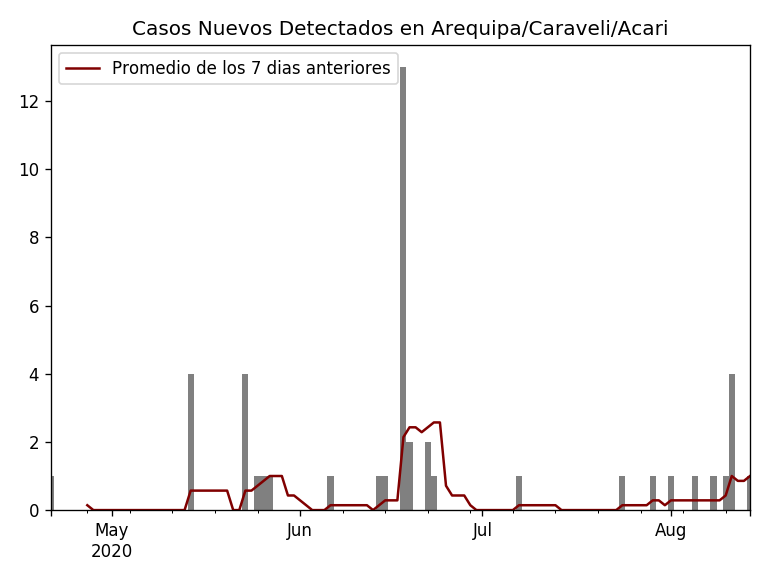 Casos Nuevos Detectados en Arequipa/Caraveli/Acari
Promedio de los 7 dias anteriores
12
10
8
6
4
2
0
May
2020
Jun
Jul
Aug